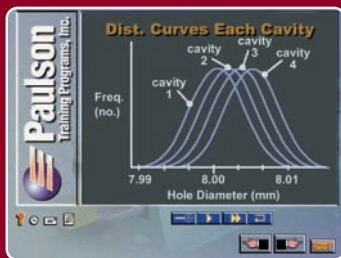 Paulson
Training Programs, Inc.
Dist. Curves Each Cavity
cavity
1
cavity
2
cavity
3
cavity
4
Freq.
(no.)
7.99
8.00
8.01
Hole Diameter (mm)